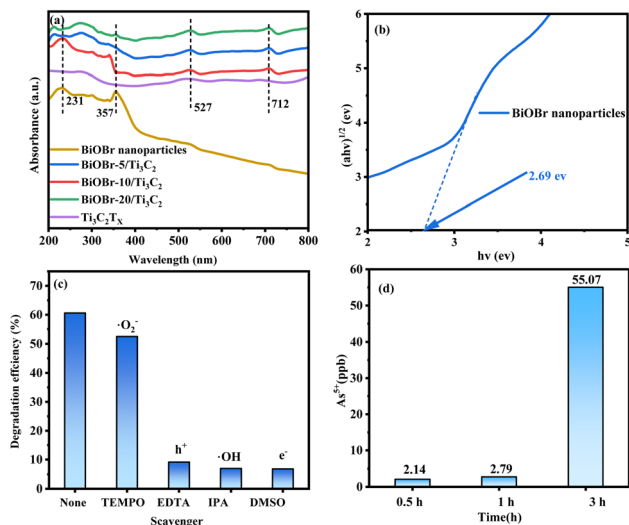 (a)
231
357
527
712
BiOBr nanoparticles
BiOBr-5/Ti₃C₂
BiOBr-10/Ti₃C₂
BiOBr-20/Ti₃C₂
Ti₃C₂Tₓ
200 300 400 500 600 700 800
Wavelength (nm)
Absorbance (a.u.)
(b)
6
5
4
3
2
BiOBr nanoparticles
2.69 ev
2 3 4 5
hv (ev)
(ahv)^1/2 (ev)
(c)
80
70
60
50
40
30
20
10
0
·O₂⁻
h⁺
·OH
e⁻
None TEMPO EDTA IPA DMSO
Scavenger
Degradation effciency (%)
(d)
60
50
40
30
20
10
0
2.14
2.79
55.07
0.5 h 1 h 3 h
Time(h)
As⁵⁺(ppb)